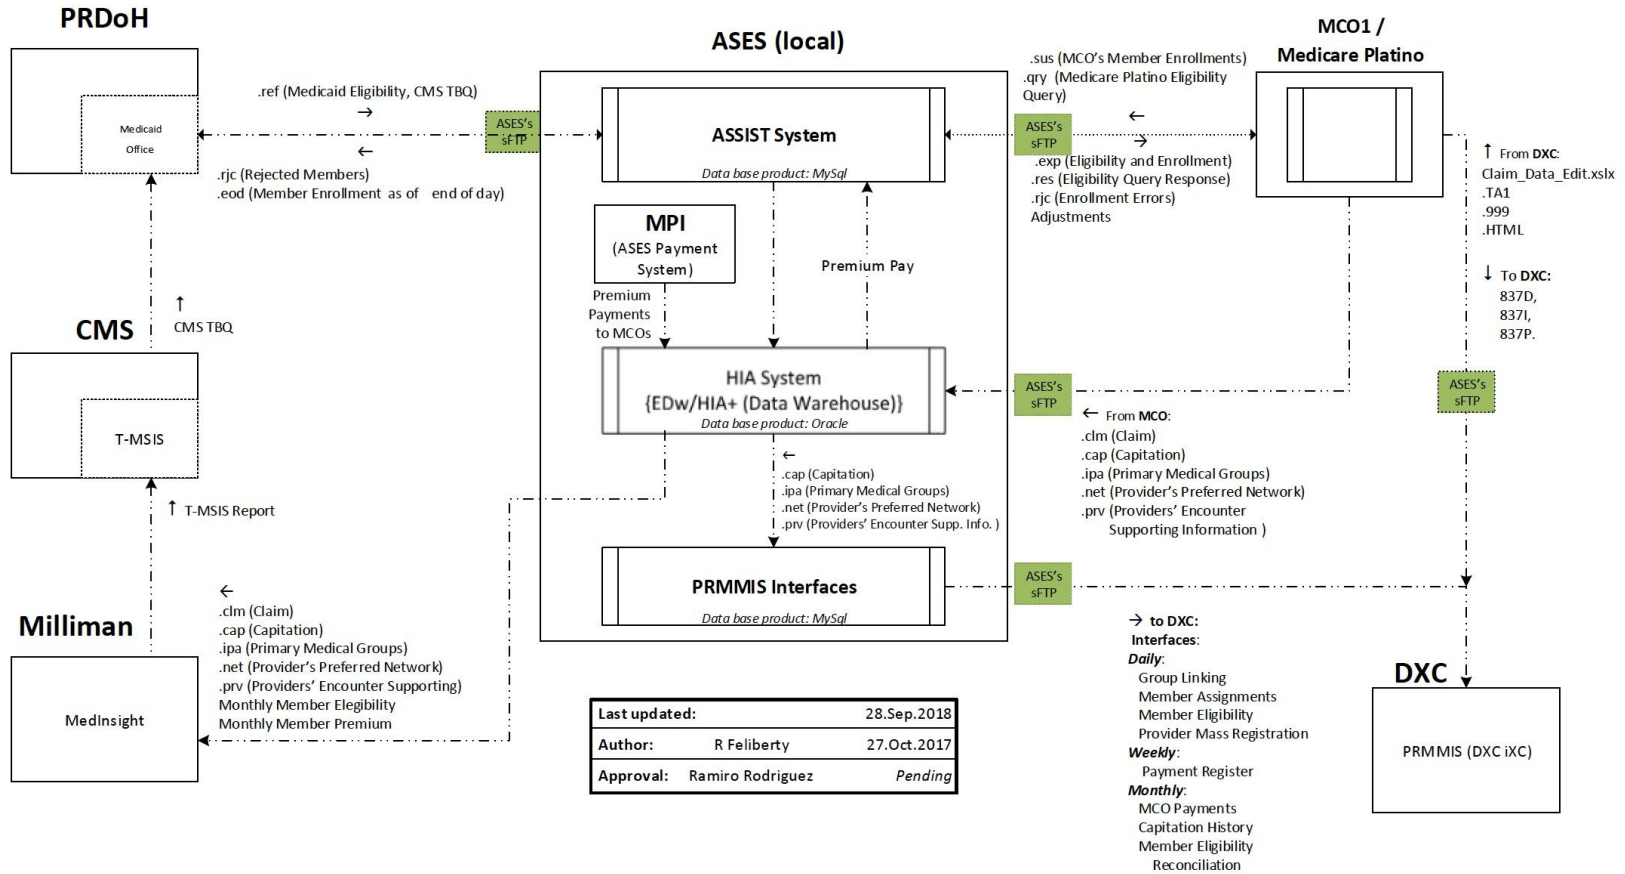 PRDoH
Medicaid
Office
.ref (Medicaid Eligibility, CMS TBQ)
→
←
.rjc (Rejected Members)
.eod (Member Enrollment as of end of day)
ASES's
sFTP
ASES (local)
ASSIST System
Data base product: MySql
MPI
(ASES Payment
System)
Premium
Payments
to MCOs
Premium Pay
HIA System
{EDw/HIA+ (Data Warehouse)}
Data base product: Oracle
←
.cap (Capitation)
.ipa (Primary Medical Groups)
.net (Provider's Preferred Network)
.prv (Providers' Encounter Supp. Info. )
PRMMIS Interfaces
Data base product: MySql
MCO1 /
Medicare Platino
.sus (MCO's Member Enrollments)
.qry (Medicare Platino Eligibility
Query)
←
ASES's
sFTP
→
.exp (Eligibility and Enrollment)
.res (Eligibility Query Response)
.rjc (Enrollment Errors)
Adjustments
↑ From DXC:
Claim_Data_Edit.xslx
.TA1
.999
.HTML
↓ To DXC:
837D,
837I,
837P.
ASES's
sFTP
ASES's
sFTP
← From MCO:
.clm (Claim)
.cap (Capitation)
.ipa (Primary Medical Groups)
.net (Provider's Preferred Network)
.prv (Providers' Encounter
Supporting Information )
ASES's
sFTP
→ to DXC:
Interfaces:
Daily:
Group Linking
Member Assignments
Member Eligibility
Provider Mass Registration
Weekly:
Payment Register
Monthly:
MCO Payments
Capitation History
Member Eligibility
Reconciliation
DXC
PRMMIS (DXC iXC)
↑
CMS TBQ
CMS
T-MSIS
↑ T-MSIS Report
Milliman
MedInsight
←
.clm (Claim)
.cap (Capitation)
.ipa (Primary Medical Groups)
.net (Provider's Preferred Network)
.prv (Providers' Encounter Supporting)
Monthly Member Elegibility
Monthly Member Premium
Last updated: 28.Sep.2018
Author: R Feliberty 27.Oct.2017
Approval: Ramiro Rodriguez Pending